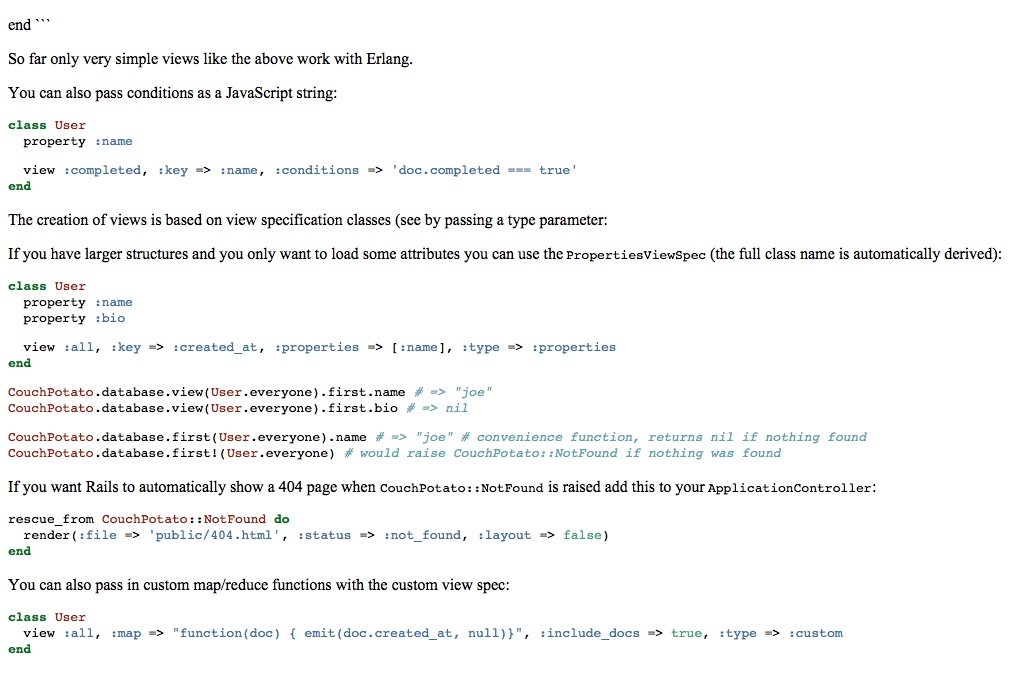 end ```
So far only very simple views like the above work with Erlang.
You can also pass conditions as a JavaScript string:
class User
  property :name
  view :completed, :key => :name, :conditions => 'doc.completed === true'
end
The creation of views is based on view specification classes (see by passing a type parameter:
If you have larger structures and you only want to load some attributes you can use the PropertiesViewSpec (the full class name is automatically derived):
class User
  property :name
  property :bio
  view :all, :key => :created_at, :properties => [:name], :type => :properties
end
CouchPotato.database.view(User.everyone).first.name # => "joe"
CouchPotato.database.view(User.everyone).first.bio # => nil
CouchPotato.database.first(User.everyone).name # => "joe" # convenience function, returns nil if nothing found
CouchPotato.database.first!(User.everyone) # would raise CouchPotato::NotFound if nothing was found
If you want Rails to automatically show a 404 page when CouchPotato::NotFound is raised add this to your ApplicationController:
rescue_from CouchPotato::NotFound do
  render(:file => 'public/404.html', :status => :not_found, :layout => false)
end
You can also pass in custom map/reduce functions with the custom view spec:
class User
  view :all, :map => "function(doc) { emit(doc.created_at, null)}", :include_docs => true, :type => :custom
end